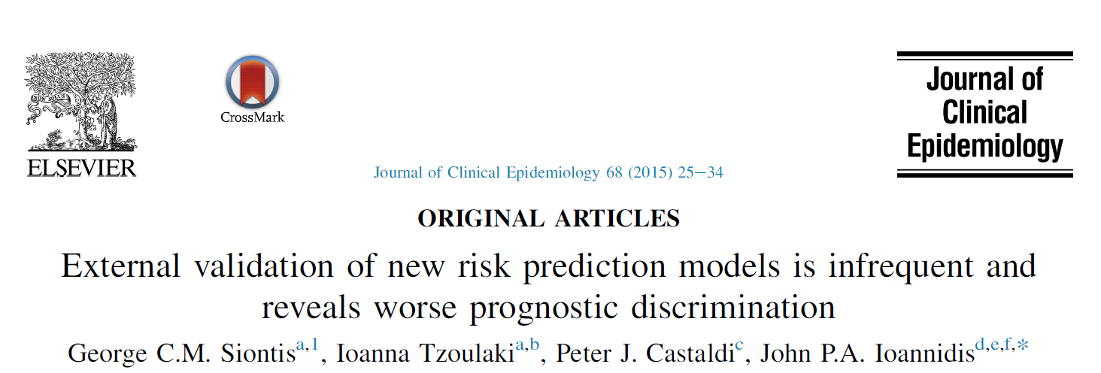 ELSEVIER
CrossMark
Journal of
Clinical
Epidemiology
Journal of Clinical Epidemiology 68 (2015) 25–34
ORIGINAL ARTICLES
External validation of new risk prediction models is infrequent and
reveals worse prognostic discrimination
George C.M. Siontis^a,1, Ioanna Tzoulaki^a,b, Peter J. Castaldi^c, John P.A. Ioannidis^d,e,f,*